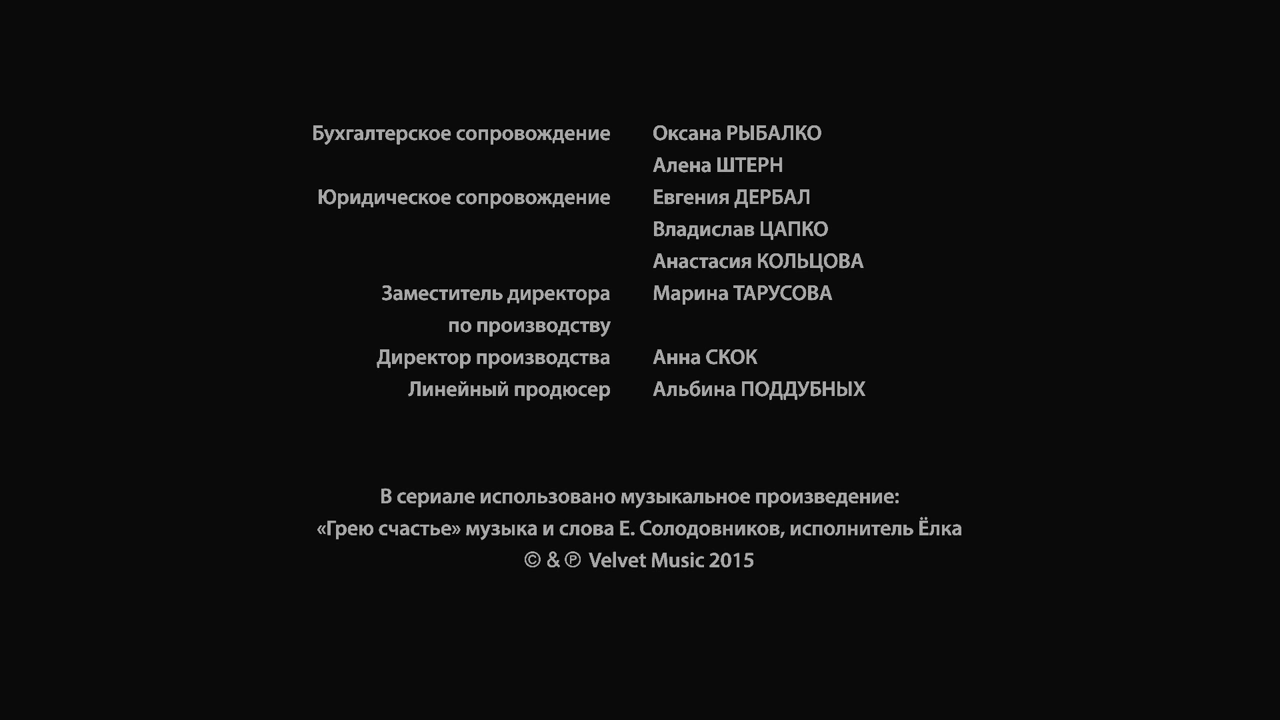 Бухгалтерское сопровождение Оксана РЫБАЛКО
Алена ШТЕРН
Юридическое сопровождение Евгения ДЕРБАЛ
Владислав ЦАПКО
Анастасия КОЛЬЦОВА
Заместитель директора Марина ТАРУСОВА
по производству
Директор производства Анна СКОК
Линейный продюсер Альбина ПОДДУБНЫХ
В сериале использовано музыкальное произведение:
«Грею счастье» музыка и слова Е. Солодовников, исполнитель Ёлка
© & ℗ Velvet Music 2015